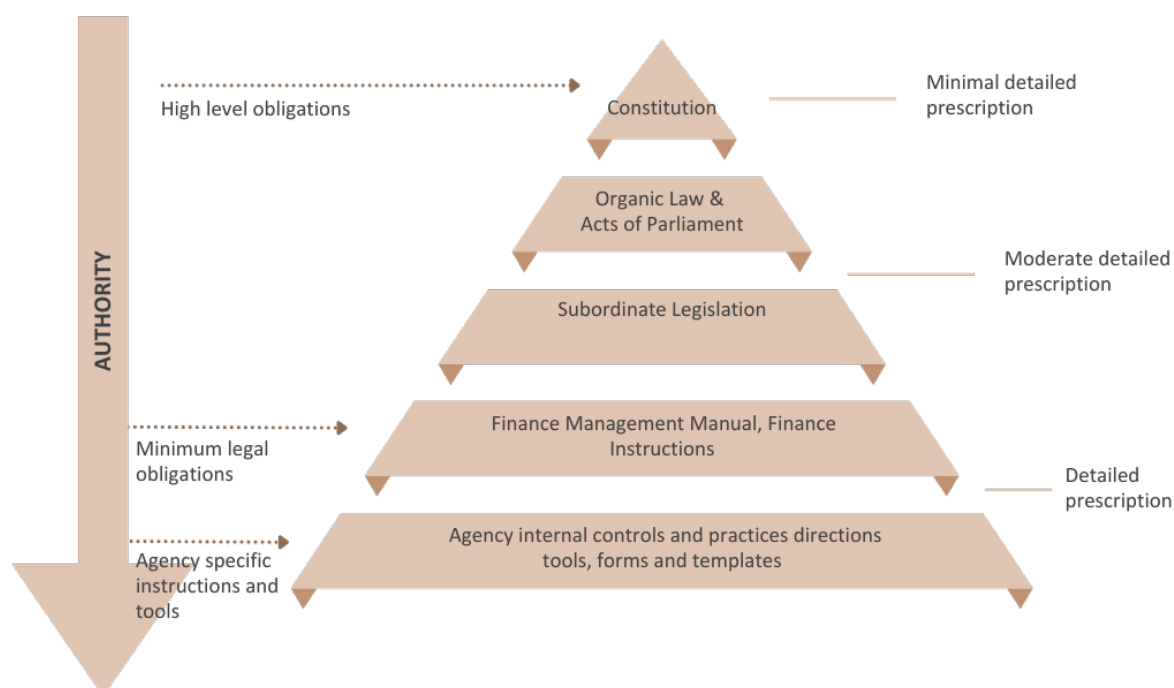 High level obligations
Constitution
Minimal detailed
prescription
Organic Law &
Acts of Parliament
Moderate detailed
prescription
Subordinate Legislation
AUTHORITY
Minimum legal
obligations
Finance Management Manual, Finance
Instructions
Detailed
prescription
Agency specific
instructions and
tools
Agency internal controls and practices directions
tools, forms and templates